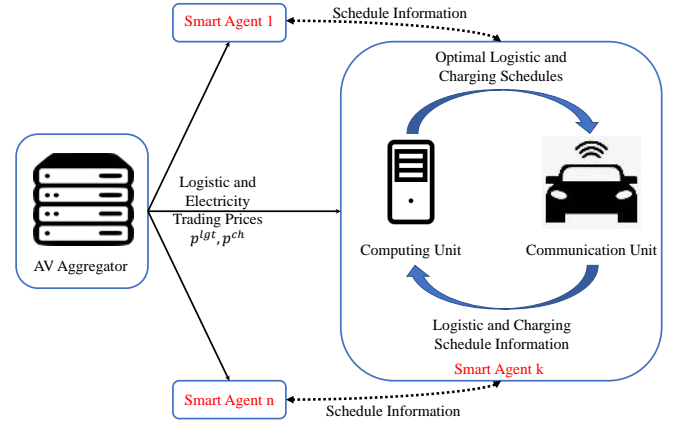 Smart Agent 1
Schedule Information
Optimal Logistic and
Charging Schedules
Logistic and
Electricity
Trading Prices
p^{lgt}, p^{ch}
AV Aggregator
Computing Unit
Communication Unit
Logistic and Charging
Schedule Information
Smart Agent k
Smart Agent n
Schedule Information